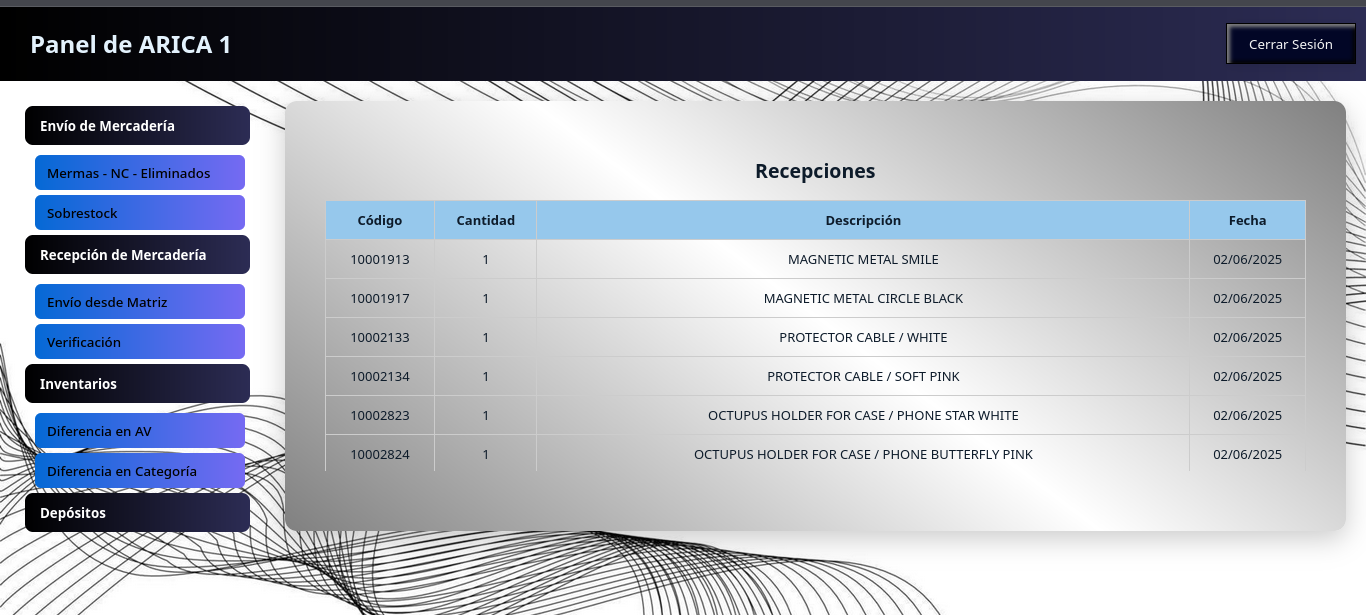 Panel de ARICA 1
Cerrar Sesión
Envío de Mercadería
Mermas - NC - Eliminados
Sobrestock
Recepción de Mercadería
Envío desde Matriz
Verificación
Inventarios
Diferencia en AV
Diferencia en Categoría
Depósitos
Recepciones
Código Cantidad Descripción Fecha
10001913 1 MAGNETIC METAL SMILE 02/06/2025
10001917 1 MAGNETIC METAL CIRCLE BLACK 02/06/2025
10002133 1 PROTECTOR CABLE / WHITE 02/06/2025
10002134 1 PROTECTOR CABLE / SOFT PINK 02/06/2025
10002823 1 OCTUPUS HOLDER FOR CASE / PHONE STAR WHITE 02/06/2025
10002824 1 OCTUPUS HOLDER FOR CASE / PHONE BUTTERFLY PINK 02/06/2025